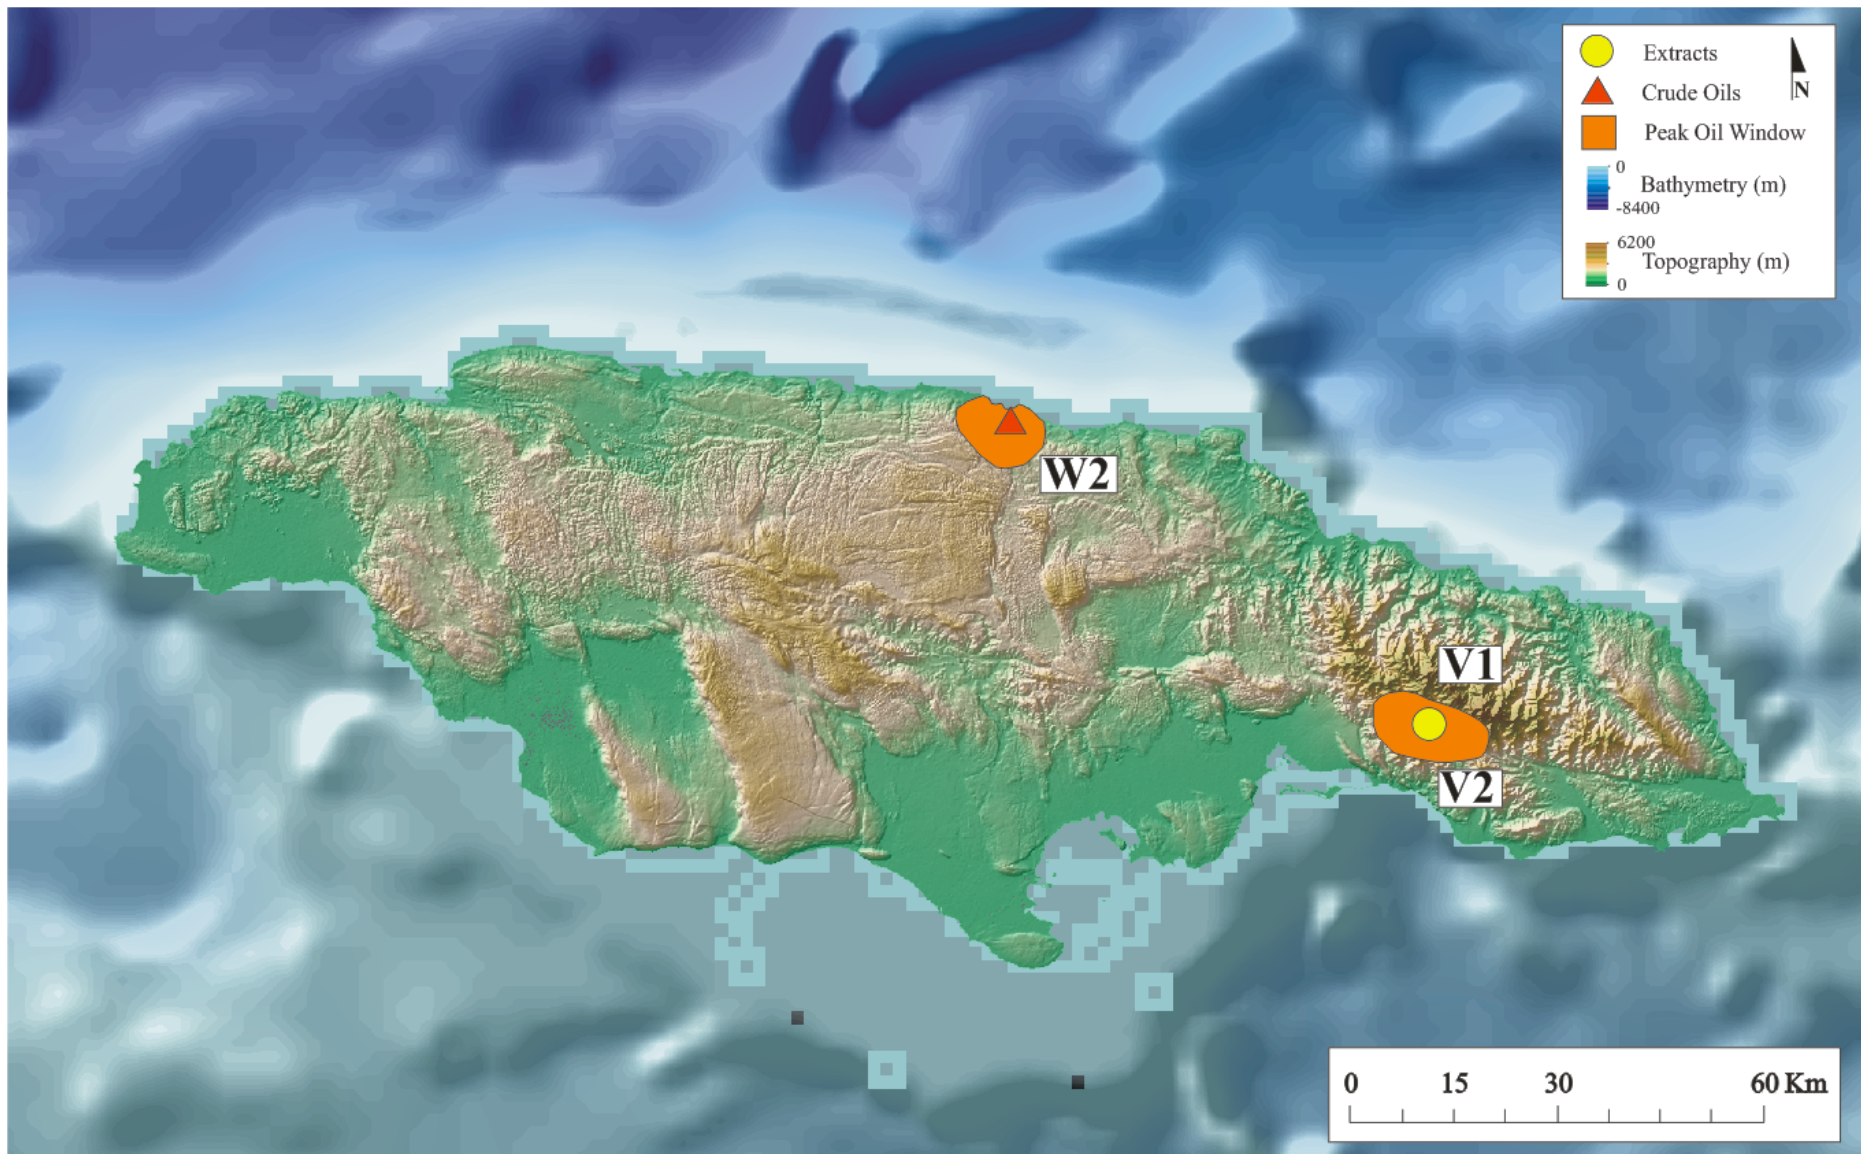 Extracts
Crude Oils
N
Peak Oil Window
0
Bathymetry (m)
-8400
6200
Topography (m)
0
W2
V1
V2
0 15 30 60 Km